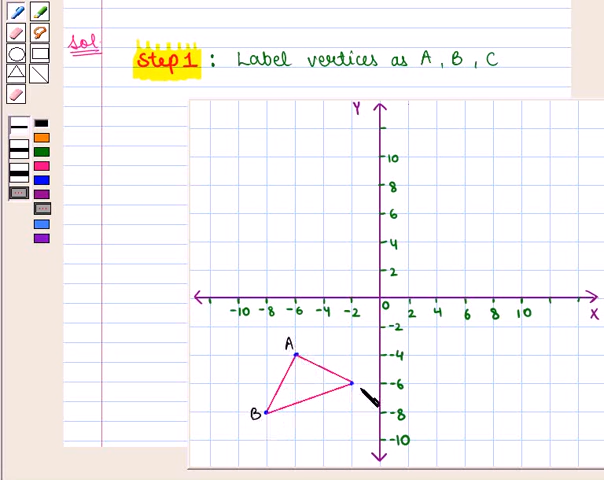 Sol.
Step 1 : Label vertices as A, B, C
Y
10
8
6
4
2
-10 -8 -6 -4 -2 0 2 4 6 8 10 X
-2
A -4
-6
B -8
-10